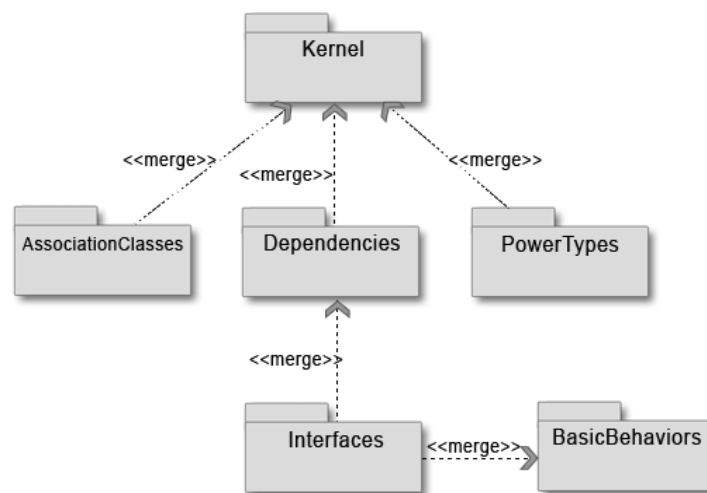 Kernel
<<merge>>
<<merge>>
<<merge>>
AssociationClasses
Dependencies
PowerTypes
<<merge>>
Interfaces
<<merge>>
BasicBehaviors